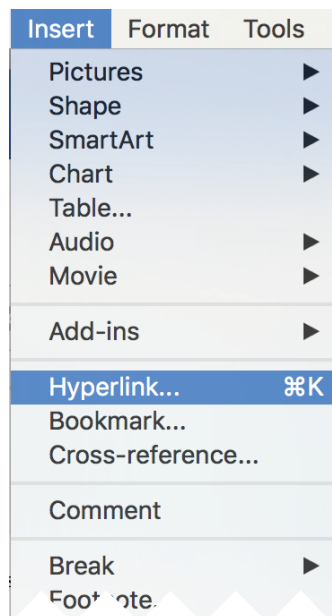 Insert Format Tools
Pictures ▶
Shape ▶
SmartArt ▶
Chart ▶
Table...
Audio ▶
Movie ▶
Add-ins ▶
Hyperlink... ⌘K
Bookmark...
Cross-reference...
Comment
Break ▶